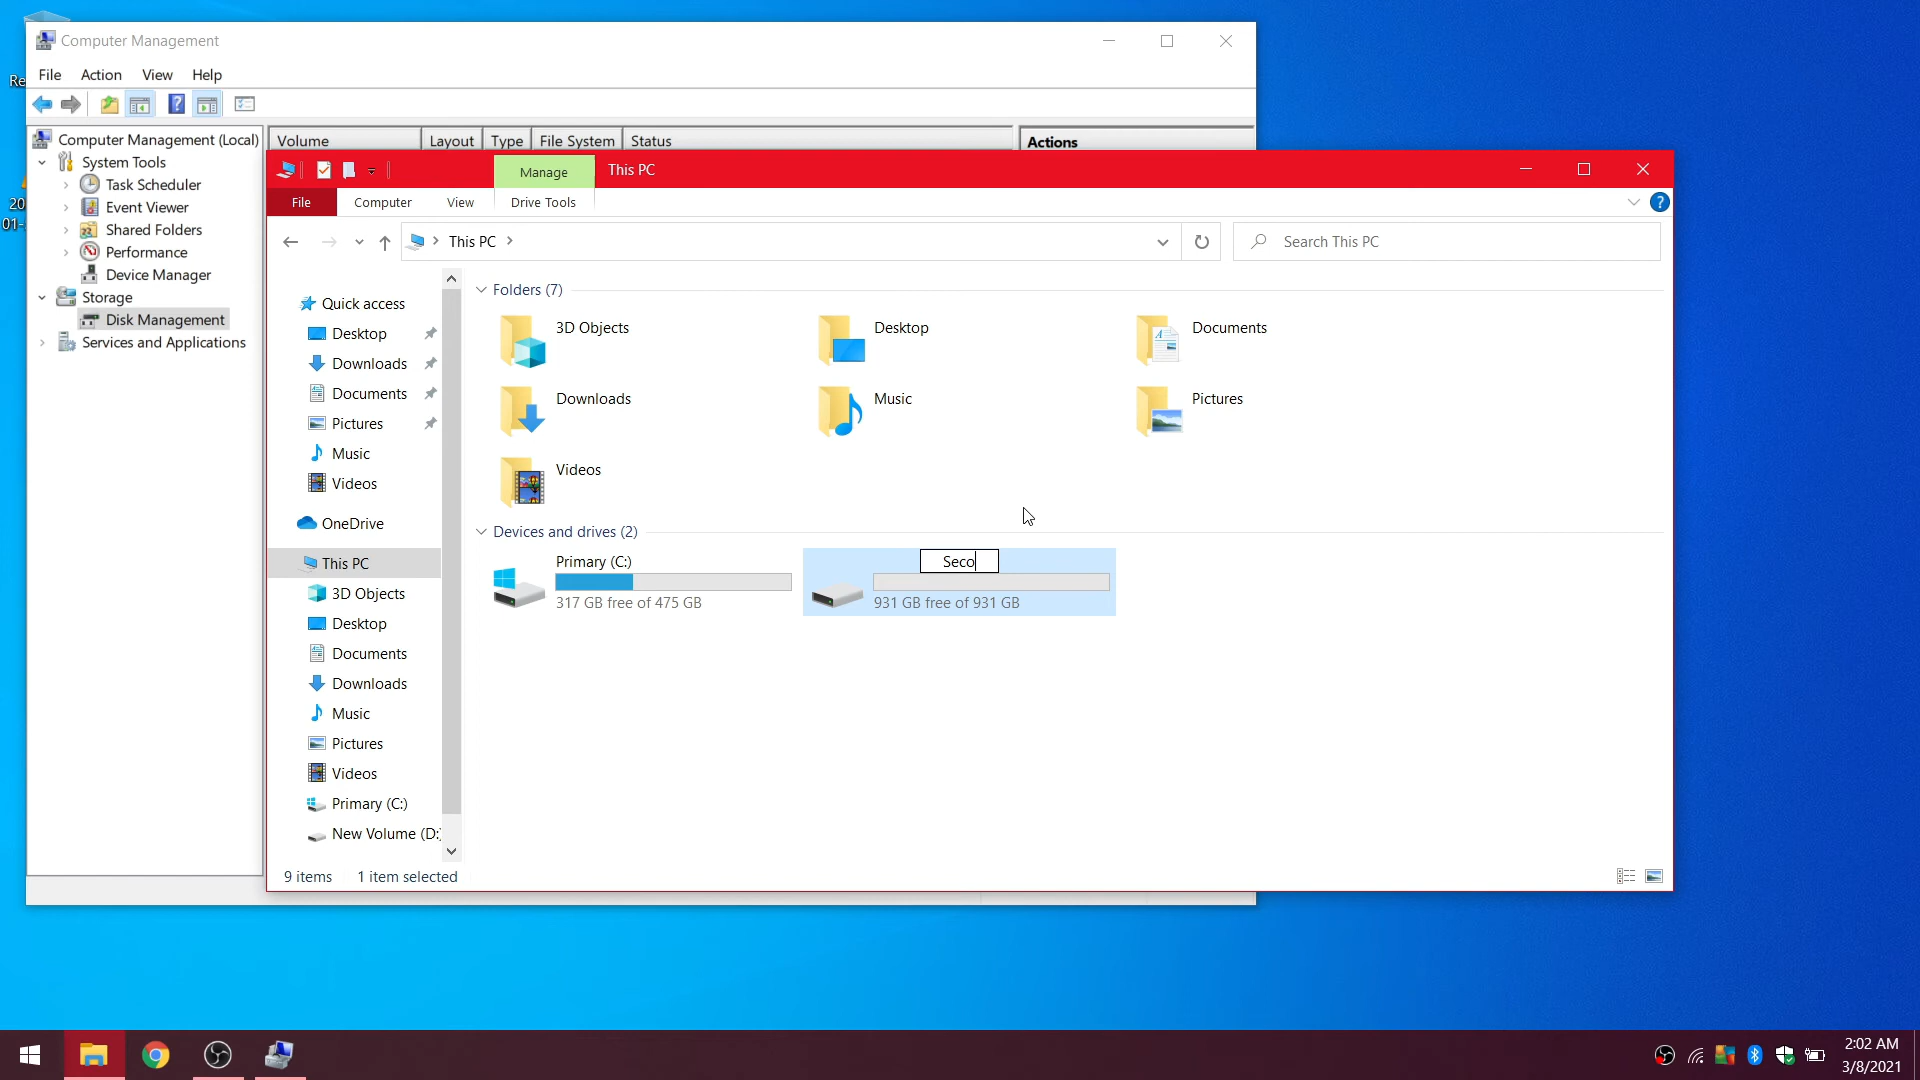 Computer Management
File Action View Help
Re
20
01-
Computer Management (Local)
System Tools
Task Scheduler
Event Viewer
Shared Folders
Performance
Device Manager
Storage
Disk Management
Services and Applications
Volume Layout Type File System Status
Actions
Manage This PC
File Computer View Drive Tools
This PC
Search This PC
Quick access
Desktop
Downloads
Documents
Pictures
Music
Videos
OneDrive
This PC
3D Objects
Desktop
Documents
Downloads
Music
Pictures
Videos
Primary (C:)
New Volume (D:
Folders (7)
3D Objects Desktop Documents
Downloads Music Pictures
Videos
Devices and drives (2)
Primary (C:)
317 GB free of 475 GB
Seco
931 GB free of 931 GB
9 items 1 item selected
2:02 AM
3/8/2021